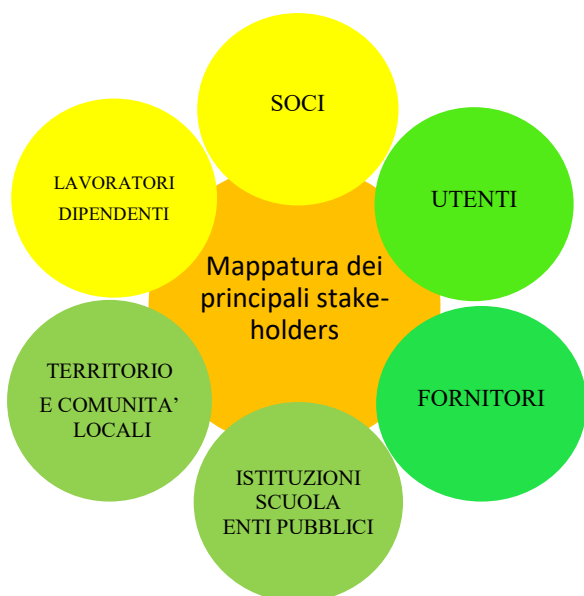 SOCI
UTENTI
FORNITORI
ISTITUZIONI
SCUOLA
ENTI PUBBLICI
TERRITORIO
E COMUNITA’
LOCALI
LAVORATORI
DIPENDENTI
Mappatura dei
principali stake-
holders